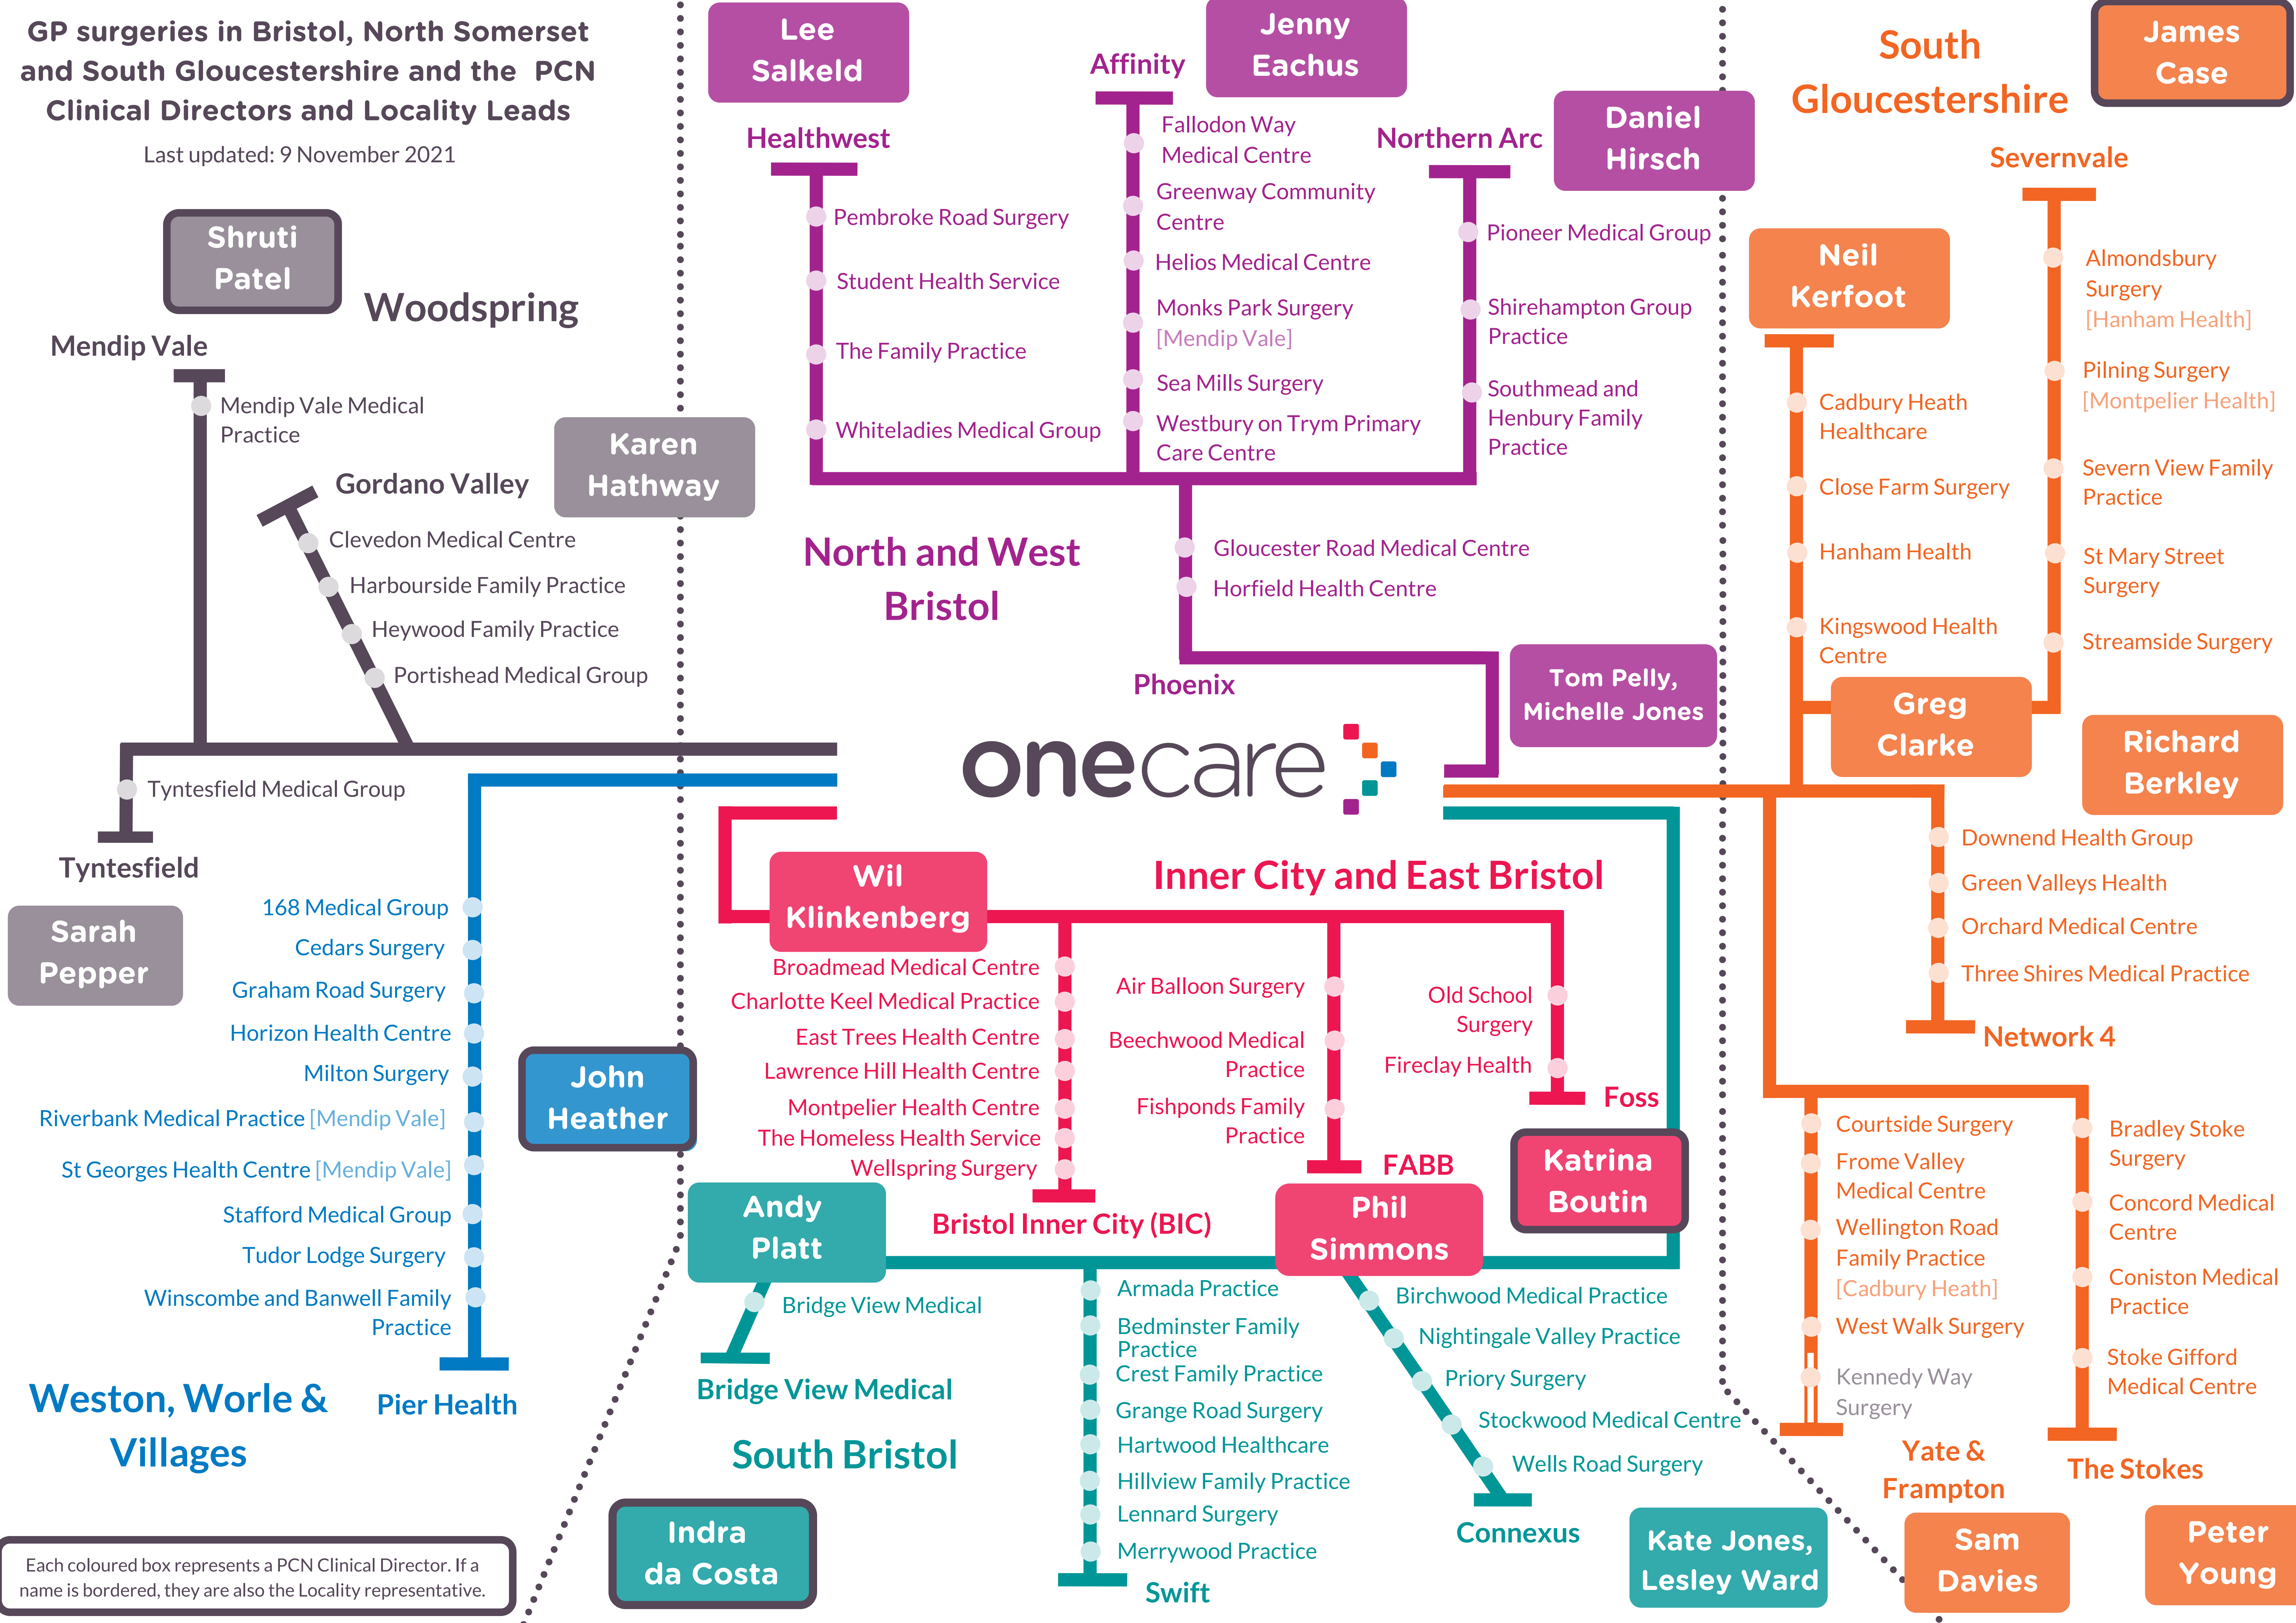 GP surgeries in Bristol, North Somerset
and South Gloucestershire and the PCN
Clinical Directors and Locality Leads
Last updated: 9 November 2021
Shruti
Patel
Woodspring
Mendip Vale
Mendip Vale Medical
Practice
Gordano Valley
Karen
Hathway
Clevedon Medical Centre
Harbourside Family Practice
Heywood Family Practice
Portishead Medical Group
Tyntesfield Medical Group
Tyntesfield
Sarah
Pepper
168 Medical Group
Cedars Surgery
Graham Road Surgery
Horizon Health Centre
Milton Surgery
Riverbank Medical Practice [Mendip Vale]
St Georges Health Centre [Mendip Vale]
Stafford Medical Group
Tudor Lodge Surgery
Winscombe and Banwell Family
Practice
John
Heather
Weston, Worle &
Villages
Pier Health
Each coloured box represents a PCN Clinical Director. If a
name is bordered, they are also the Locality representative.
Lee
Salkeld
Healthwest
Pembroke Road Surgery
Student Health Service
The Family Practice
Whiteladies Medical Group
Jenny
Eachus
Affinity
Fallodon Way
Medical Centre
Greenway Community
Centre
Helios Medical Centre
Monks Park Surgery
[Mendip Vale]
Sea Mills Surgery
Westbury on Trym Primary
Care Centre
Daniel
Hirsch
Northern Arc
Pioneer Medical Group
Shirehampton Group
Practice
Southmead and
Henbury Family
Practice
North and West
Bristol
Gloucester Road Medical Centre
Horfield Health Centre
Phoenix
Tom Pelly,
Michelle Jones
onecare
Inner City and East Bristol
Wil
Klinkenberg
Broadmead Medical Centre
Charlotte Keel Medical Practice
East Trees Health Centre
Lawrence Hill Health Centre
Montpelier Health Centre
The Homeless Health Service
Wellspring Surgery
Bristol Inner City (BIC)
Air Balloon Surgery
Beechwood Medical
Practice
Fishponds Family
Practice
FABB
Phil
Simmons
Old School
Surgery
Fireclay Health
Foss
Katrina
Boutin
Andy
Platt
Bridge View Medical
Bridge View Medical
South Bristol
Indra
da Costa
Armada Practice
Bedminster Family
Practice
Crest Family Practice
Grange Road Surgery
Hartwood Healthcare
Hillview Family Practice
Lennard Surgery
Merrywood Practice
Swift
Birchwood Medical Practice
Nightingale Valley Practice
Priory Surgery
Stockwood Medical Centre
Wells Road Surgery
Connexus
Kate Jones,
Lesley Ward
South
Gloucestershire
James
Case
Severnvale
Almondsbury
Surgery
[Hanham Health]
Pilning Surgery
[Montpelier Health]
Severn View Family
Practice
St Mary Street
Surgery
Streamside Surgery
Neil
Kerfoot
Cadbury Heath
Healthcare
Close Farm Surgery
Hanham Health
Kingswood Health
Centre
Greg
Clarke
Richard
Berkley
Downend Health Group
Green Valleys Health
Orchard Medical Centre
Three Shires Medical Practice
Network 4
Courtside Surgery
Frome Valley
Medical Centre
Wellington Road
Family Practice
[Cadbury Heath]
West Walk Surgery
Kennedy Way
Surgery
Yate &
Frampton
Sam
Davies
Bradley Stoke
Surgery
Concord Medical
Centre
Coniston Medical
Practice
Stoke Gifford
Medical Centre
The Stokes
Peter
Young